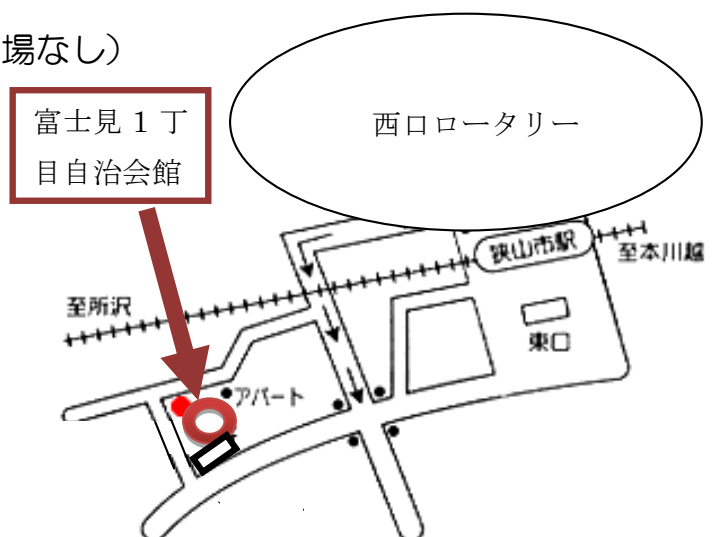 場なし）
富士見１丁
目自治会館
西口ロータリー
狭山市駅
至本川越
至所沢
東口
アパート